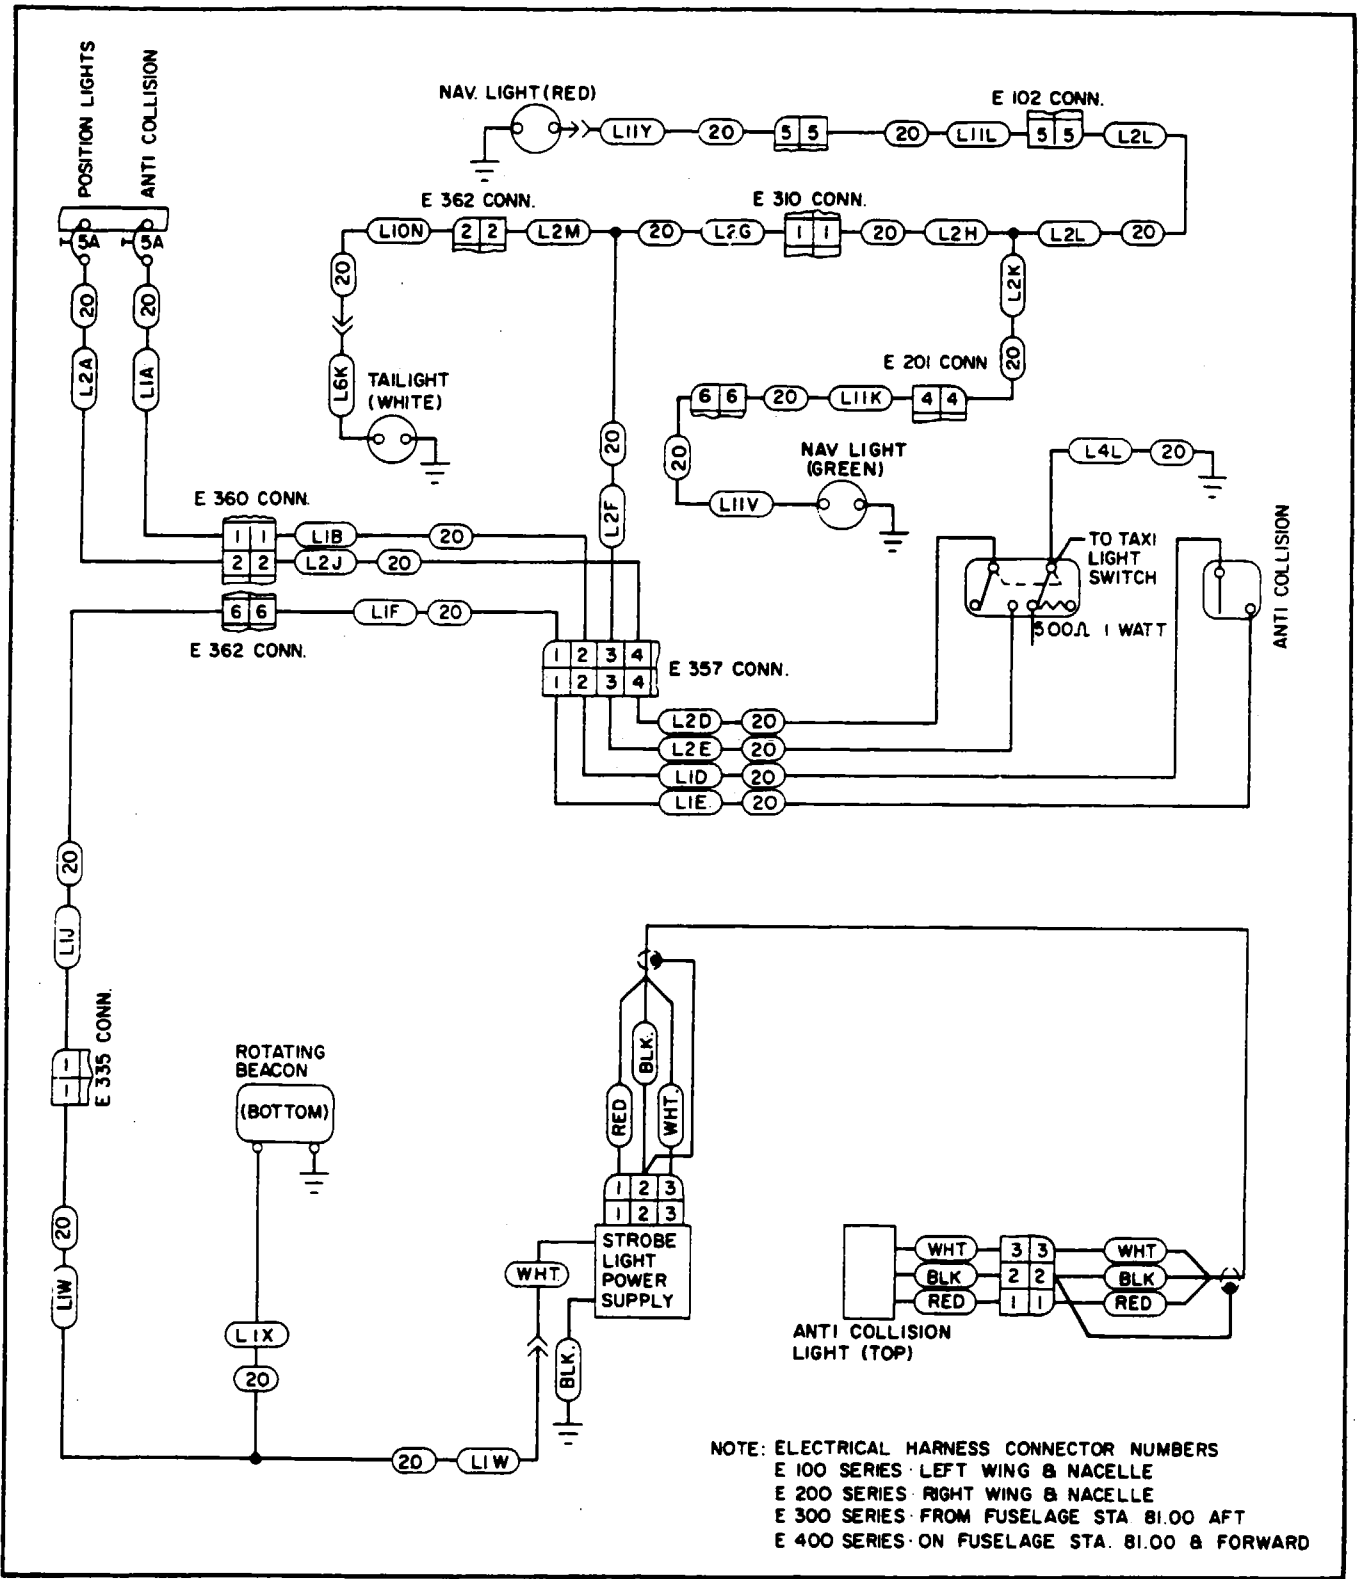 POSITION LIGHTS
ANTI COLLISION
5A
5A
20
20
L2A
L1A
NAV. LIGHT (RED)
L11Y
20
5 5
20
L11L
E 102 CONN.
5 5
L2L
E 362 CONN.
L10N
2 2
L2M
20
L2G
E 310 CONN.
1 1
20
L2H
L2L
20
20
L6K
TAILIGHT
(WHITE)
L2K
20
E 201 CONN
6 6
20
L11K
4 4
20
L11V
NAV LIGHT
(GREEN)
20
L2F
L4L
20
E 360 CONN.
1 1
L1B
20
2 2
L2J
20
6 6
L1F
20
E 362 CONN.
TO TAXI
LIGHT
SWITCH
500Ω 1 WATT
ANTI COLLISION
1 2 3 4
1 2 3 4
E 357 CONN.
L2D
20
L2E
20
L1D
20
L1E
20
20
L1J
1
1
E 335 CONN.
20
L1W
ROTATING
BEACON
(BOTTOM)
L1X
20
20
L1W
RED
BLK.
WHT.
1 2 3
1 2 3
STROBE
LIGHT
POWER
SUPPLY
WHT
BLK.
WHT
3 3
WHT
BLK
2 2
BLK
RED
1 1
RED
ANTI COLLISION
LIGHT (TOP)
NOTE: ELECTRICAL HARNESS CONNECTOR NUMBERS
E 100 SERIES · LEFT WING & NACELLE
E 200 SERIES · RIGHT WING & NACELLE
E 300 SERIES · FROM FUSELAGE STA 81.00 AFT
E 400 SERIES · ON FUSELAGE STA. 81.00 & FORWARD